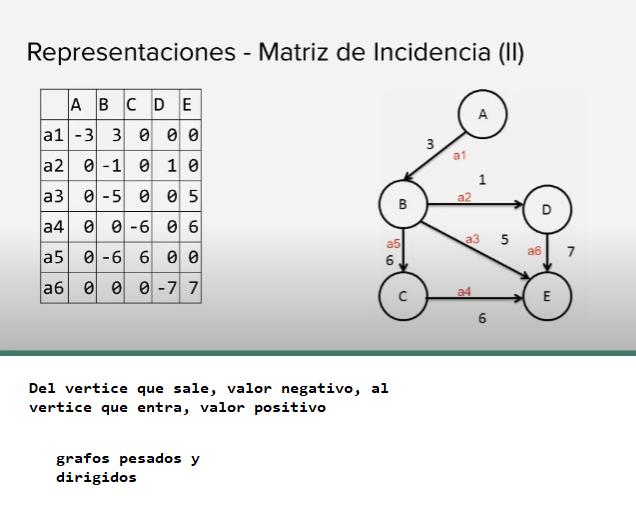 Representaciones - Matriz de Incidencia (II)
A B C D E
a1 -3 3 0 0 0
a2 0 -1 0 1 0
a3 0 -5 0 0 5
a4 0 0 -6 0 6
a5 0 -6 6 0 0
a6 0 0 0 -7 7
A
3
a1
1
B
a2
D
a5
a3
5
a6
7
6
C
a4
E
6
Del vertice que sale, valor negativo, al
vertice que entra, valor positivo
grafos pesados y
dirigidos